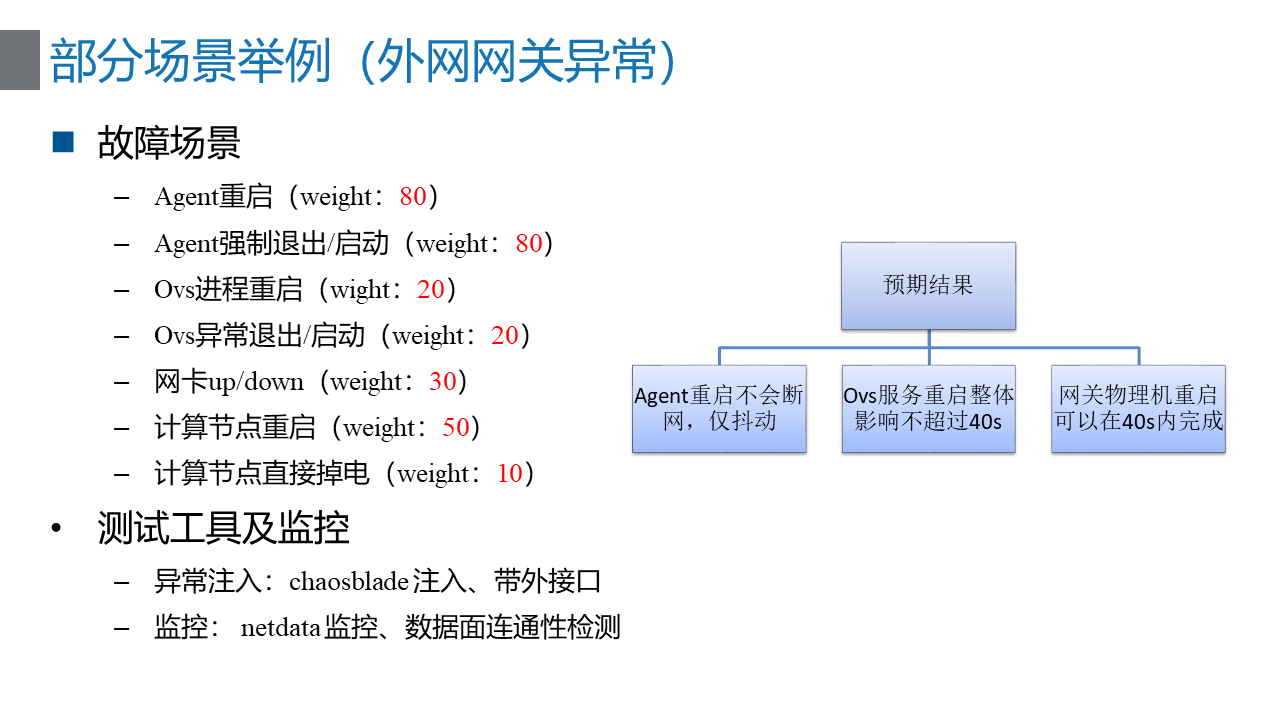 部分场景举例（外网网关异常）
故障场景
– Agent重启（weight：80）
– Agent强制退出/启动（weight：80）
– Ovs进程重启（wight：20）
– Ovs异常退出/启动（weight：20）
– 网卡up/down（weight：30）
– 计算节点重启（weight：50）
– 计算节点直接掉电（weight：10）
• 测试工具及监控
– 异常注入：chaosblade注入、带外接口
– 监控： netdata监控、数据面连通性检测
预期结果
Agent重启不会断
网，仅抖动
Ovs服务重启整体
影响不超过40s
网关物理机重启
可以在40s内完成